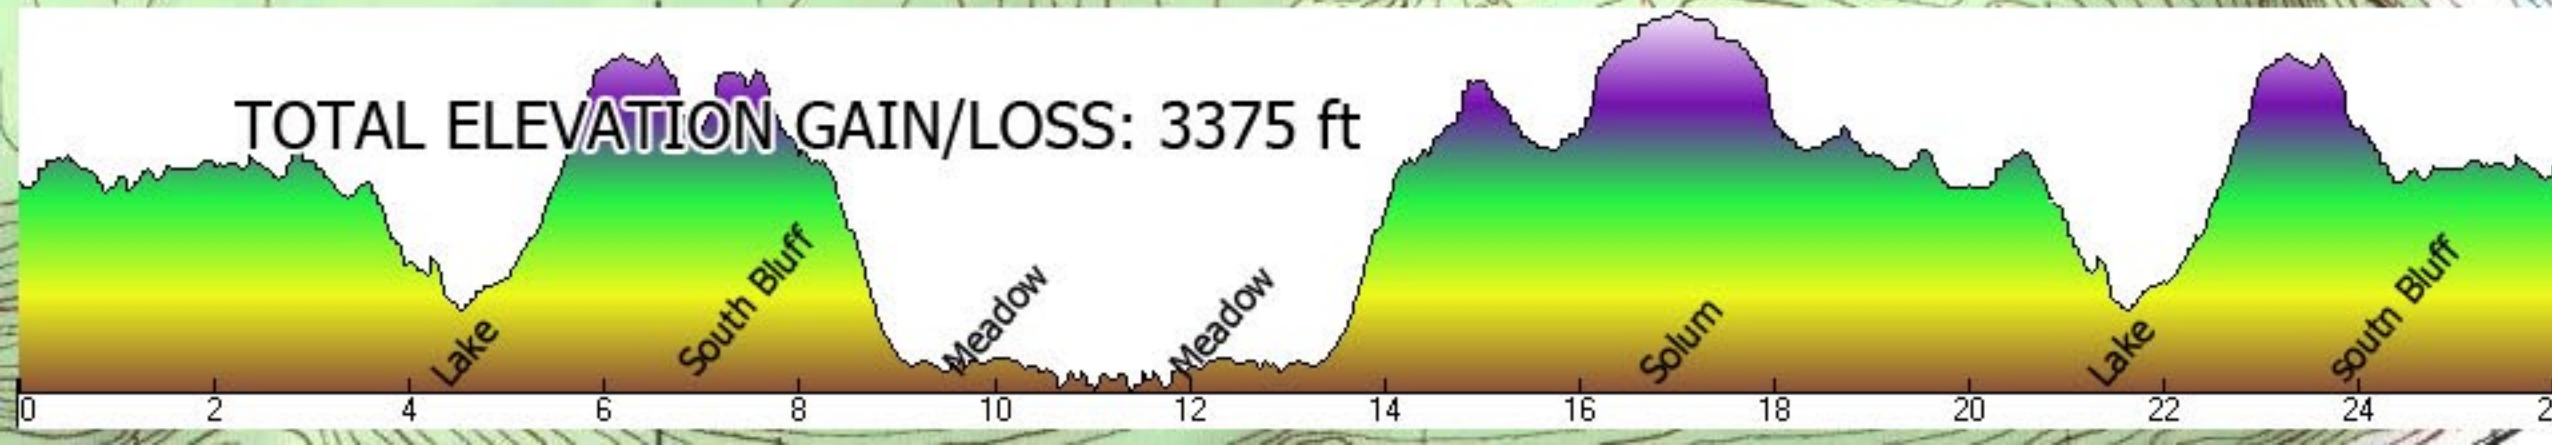 TOTAL ELEVATION GAIN/LOSS: 3375 ft
Lake
South Bluff
Meadow
Meadow
Solum
Lake
soutn Bluff
0 2 4 6 8 10 12 14 16 18 20 22 24